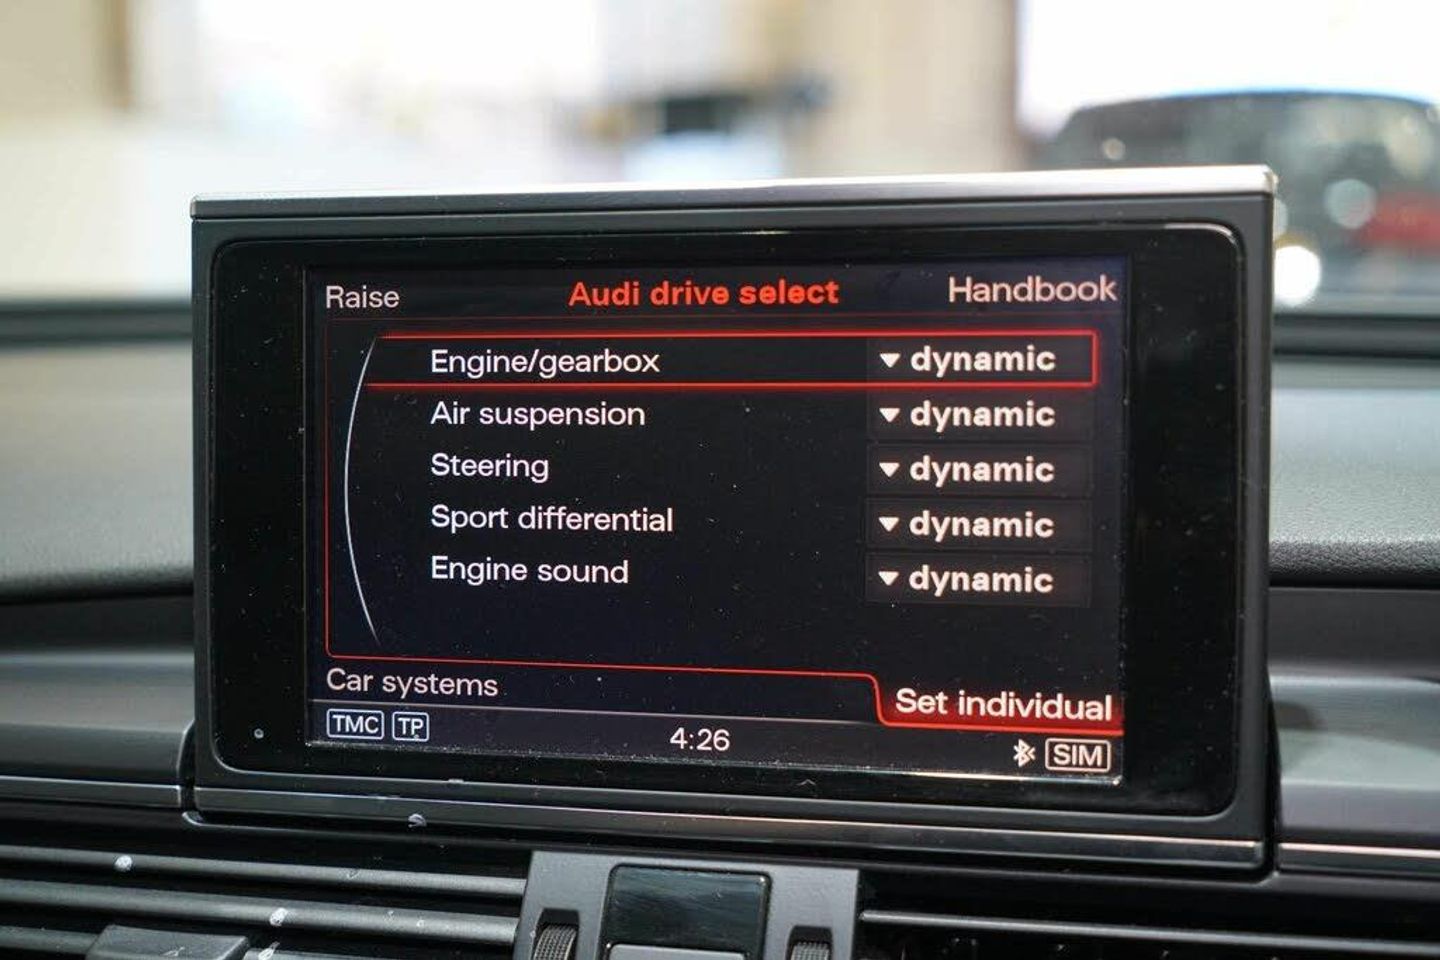 Raise Audi drive select Handbook
Engine/gearbox ▼ dynamic
Air suspension ▼ dynamic
Steering ▼ dynamic
Sport differential ▼ dynamic
Engine sound ▼ dynamic
Car systems Set individual
TMC TP 4:26 SIM